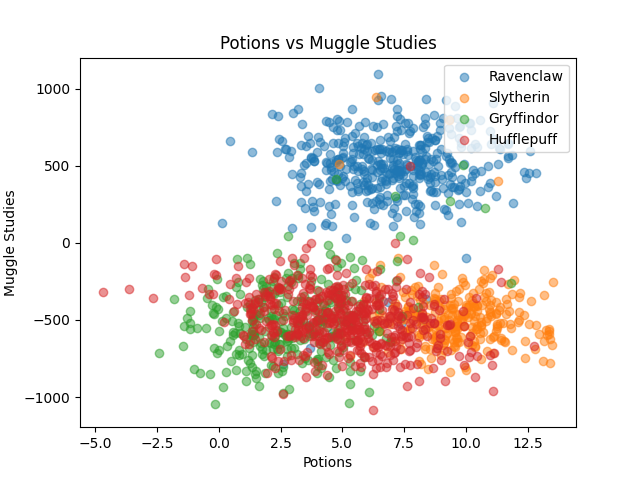 Potions vs Muggle Studies
Ravenclaw
Slytherin
Gryffindor
Hufflepuff
1000
500
0
−500
−1000
Muggle Studies
−5.0 −2.5 0.0 2.5 5.0 7.5 10.0 12.5
Potions